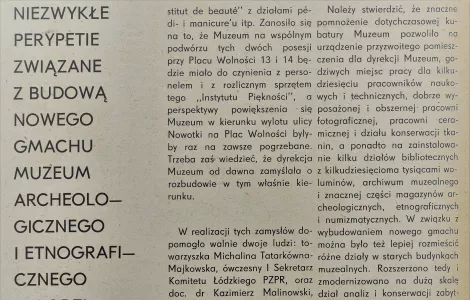 NIEZWYKŁE
PERYPETIE
ZWIĄZANE
Z BUDOWĄ
NOWEGO
GMACHU
MUZEUM
ARCHEOLO—
GICZNEGO
I ETNOGRAFI—
CZNEGO
stitut de beauté" z działami pé-
di- i manicure'u itp. Zanosiło się
na to, że Muzeum na wspólnym
podwórzu tych dwóch posesji
przy Placu Wolności 13 i 14 bę-
dzie miało do czynienia z perso-
nelem i z rozlicznym sprzętem
tego „Instytutu Piękności", a
perspektywy powiększenia się
Muzeum w kierunku wylotu ulicy
Nowotki na Plac Wolności były-
by raz na zawsze pogrzebane.
Trzeba zaś wiedzieć, że dyrekcja
Muzeum od dawna zamyślała o
rozbudowie w tym właśnie kie-
runku.
W realizacji tych zamysłów do-
pomogło walnie dwoje ludzi: to-
warzyszka Michalina Tatarkówna-
Majkowska, ówczesny I Sekretarz
Komitetu Łódzkiego PZPR, oraz
doc. dr Kazimierz Malinowski,
Należy stwierdzić, że znaczne
pomnożenie dotychczasowej ku-
batury Muzeum pozwoliło na
urządzenie przyzwoitego pomiesz-
czenia dla dyrekcji Muzeum, go-
dziwych miejsc pracy dla kilku-
dziesięciu pracowników nauko-
wych i technicznych, dobrze wy-
posażonej i obszernej pracowni
fotograficznej, pracowni cera-
micznej i działu konserwacji tka-
nin, a ponadto na zainstalowa-
nie kilku działów bibliotecznych
z kilkudziesięcioma tysiącami wo-
luminów, archiwum muzealnego
i znacznej części magazynów ar-
cheologicznych, etnograficznych
i numizmatycznych. W związku z
wybudowaniem nowego gmachu
można było też lepiej rozmieścić
różne działy w starych budynkach
muzealnych. Rozszerzono tedy i
zmodernizowano na dużą skalę
dział analiz i konserwacji zabyt-